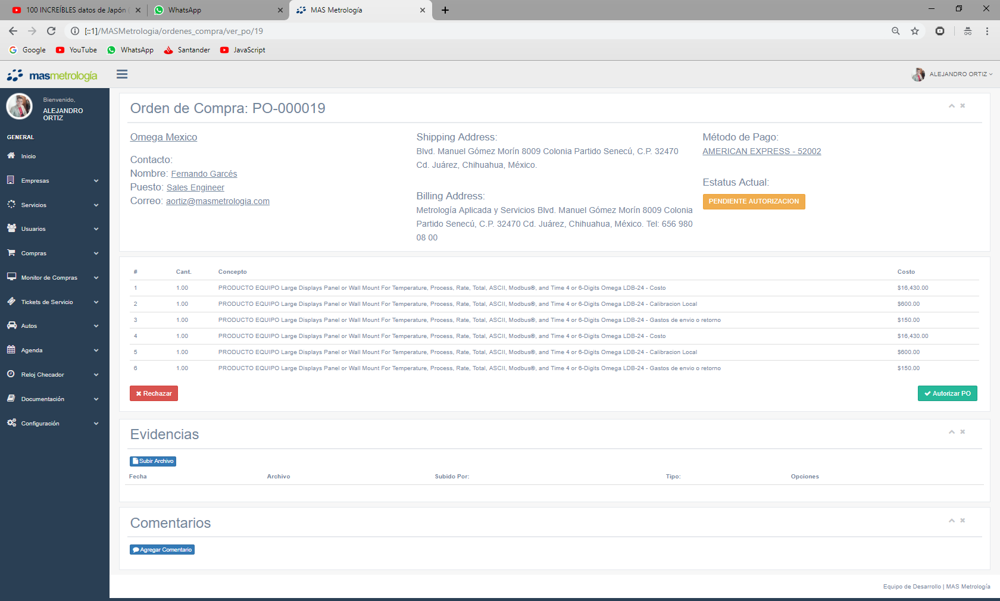 100 INCREÍBLES datos de Japón
WhatsApp
MAS Metrología
[::1]/MASMetrologia/ordenes_compra/ver_po/19
Google
YouTube
WhatsApp
Santander
JavaScript
masmetrología
ALEJANDRO ORTIZ
Bienvenido,
ALEJANDRO
ORTIZ
GENERAL
Inicio
Empresas
Servicios
Usuarios
Compras
Monitor de Compras
Tickets de Servicio
Autos
Agenda
Reloj Checador
Documentación
Configuración
Orden de Compra: PO-000019
Omega Mexico
Contacto:
Nombre: Fernando Garcés
Puesto: Sales Engineer
Correo: aortiz@masmetrologia.com
Shipping Address:
Blvd. Manuel Gómez Morín 8009 Colonia Partido Senecú, C.P. 32470
Cd. Juárez, Chihuahua, México.
Billing Address:
Metrología Aplicada y Servicios Blvd. Manuel Gómez Morín 8009 Colonia
Partido Senecú, C.P. 32470 Cd. Juárez, Chihuahua, México. Tel: 656 980
08 00
Método de Pago:
AMERICAN EXPRESS - 52002
Estatus Actual:
PENDIENTE AUTORIZACION
# Cant. Concepto Costo
1 1.00 PRODUCTO EQUIPO Large Displays Panel or Wall Mount For Temperature, Process, Rate, Total, ASCII, Modbus®, and Time 4 or 6-Digits Omega LDB-24 - Costo $16,430.00
2 1.00 PRODUCTO EQUIPO Large Displays Panel or Wall Mount For Temperature, Process, Rate, Total, ASCII, Modbus®, and Time 4 or 6-Digits Omega LDB-24 - Calibracion Local $600.00
3 1.00 PRODUCTO EQUIPO Large Displays Panel or Wall Mount For Temperature, Process, Rate, Total, ASCII, Modbus®, and Time 4 or 6-Digits Omega LDB-24 - Gastos de envio o retorno $150.00
4 1.00 PRODUCTO EQUIPO Large Displays Panel or Wall Mount For Temperature, Process, Rate, Total, ASCII, Modbus®, and Time 4 or 6-Digits Omega LDB-24 - Costo $16,430.00
5 1.00 PRODUCTO EQUIPO Large Displays Panel or Wall Mount For Temperature, Process, Rate, Total, ASCII, Modbus®, and Time 4 or 6-Digits Omega LDB-24 - Calibracion Local $600.00
6 1.00 PRODUCTO EQUIPO Large Displays Panel or Wall Mount For Temperature, Process, Rate, Total, ASCII, Modbus®, and Time 4 or 6-Digits Omega LDB-24 - Gastos de envio o retorno $150.00
Rechazar
Autorizar PO
Evidencias
Subir Archivo
Fecha Archivo Subido Por: Tipo: Opciones
Comentarios
Agregar Comentario
Equipo de Desarrollo | MAS Metrología